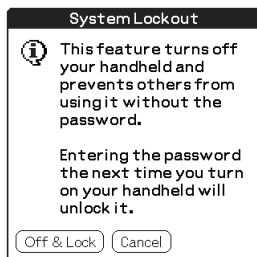 System Lockout
This feature turns off
your handheld and
prevents others from
using it without the
password.
Entering the password
the next time you turn
on your handheld will
unlock it.
Off & Lock Cancel